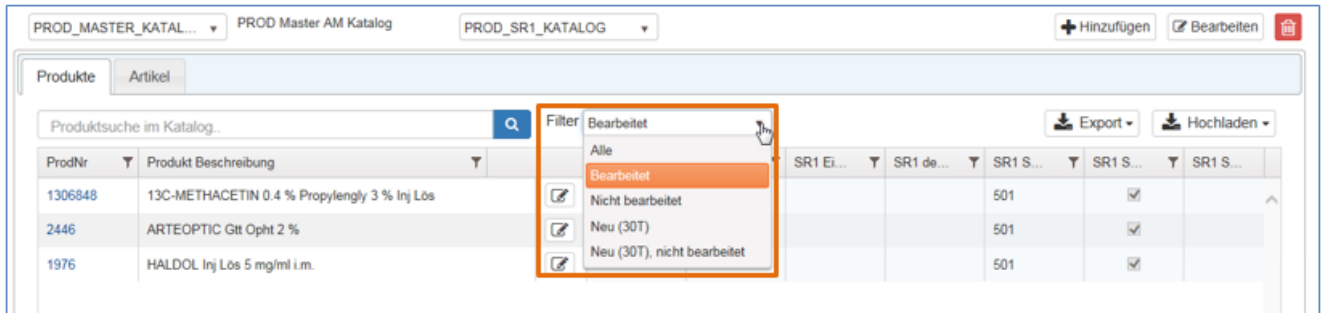 PROD_MASTER_KATAL... PROD Master AM Katalog PROD_SR1_KATALOG Hinzufügen Bearbeiten
Produkte Artikel
Produktsuche im Katalog.. Filter Bearbeitet Export Hochladen
Alle
Bearbeitet
Nicht bearbeitet
Neu (30T)
Neu (30T), nicht bearbeitet
ProdNr Produkt Beschreibung SR1 Ei... SR1 de... SR1 S... SR1 S... SR1 S...
1306848 13C-METHACETIN 0.4 % Propylengly 3 % Inj Lös 501
2446 ARTEOPTIC Gtt Opht 2 % 501
1976 HALDOL Inj Lös 5 mg/ml i.m. 501